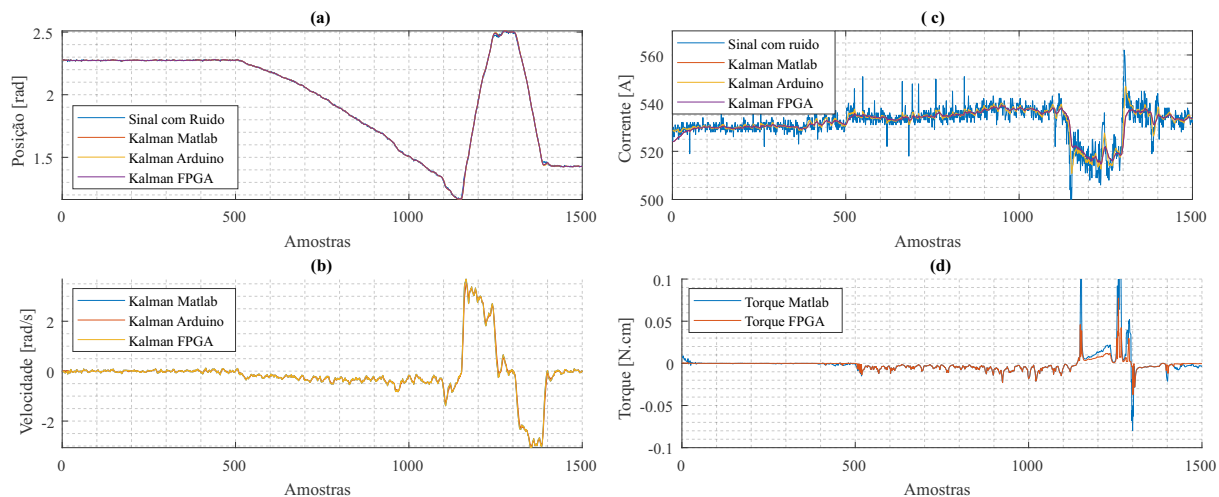 (a)
2.5
2
1.5
Posição [rad]
Sinal com Ruido
Kalman Matlab
Kalman Arduino
Kalman FPGA
0 500 1000 1500
Amostras
(b)
2
0
-2
Velocidade [rad/s]
Kalman Matlab
Kalman Arduino
Kalman FPGA
0 500 1000 1500
Amostras
( c)
560
540
520
500
Corrente [A]
Sinal com ruido
Kalman Matlab
Kalman Arduino
Kalman FPGA
0 500 1000 1500
Amostras
(d)
0.1
0.05
0
-0.05
-0.1
Torque [N.cm]
Torque Matlab
Torque FPGA
0 500 1000 1500
Amostras